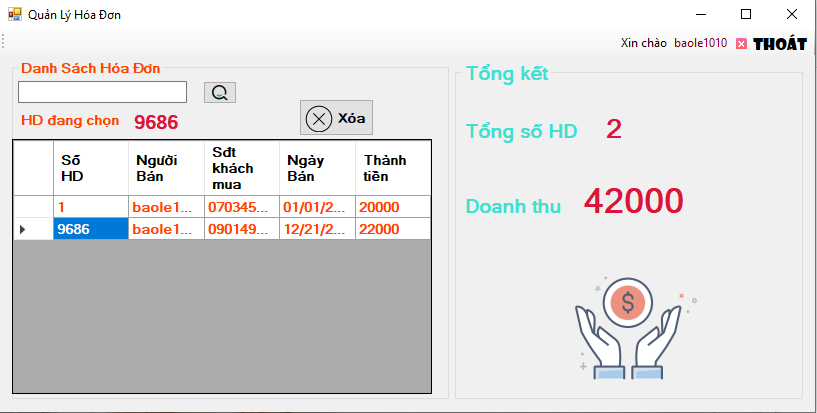 Quản Lý Hóa Đơn
Xin chào baole1010 THOÁT
Danh Sách Hóa Đơn
HD đang chọn 9686
Xóa
Số HD Người Bán Sđt khách mua Ngày Bán Thành tiền
1 baole1... 070345... 01/01/2... 20000
9686 baole1... 090149... 12/21/2... 22000
Tổng kết
Tổng số HD 2
Doanh thu 42000
$